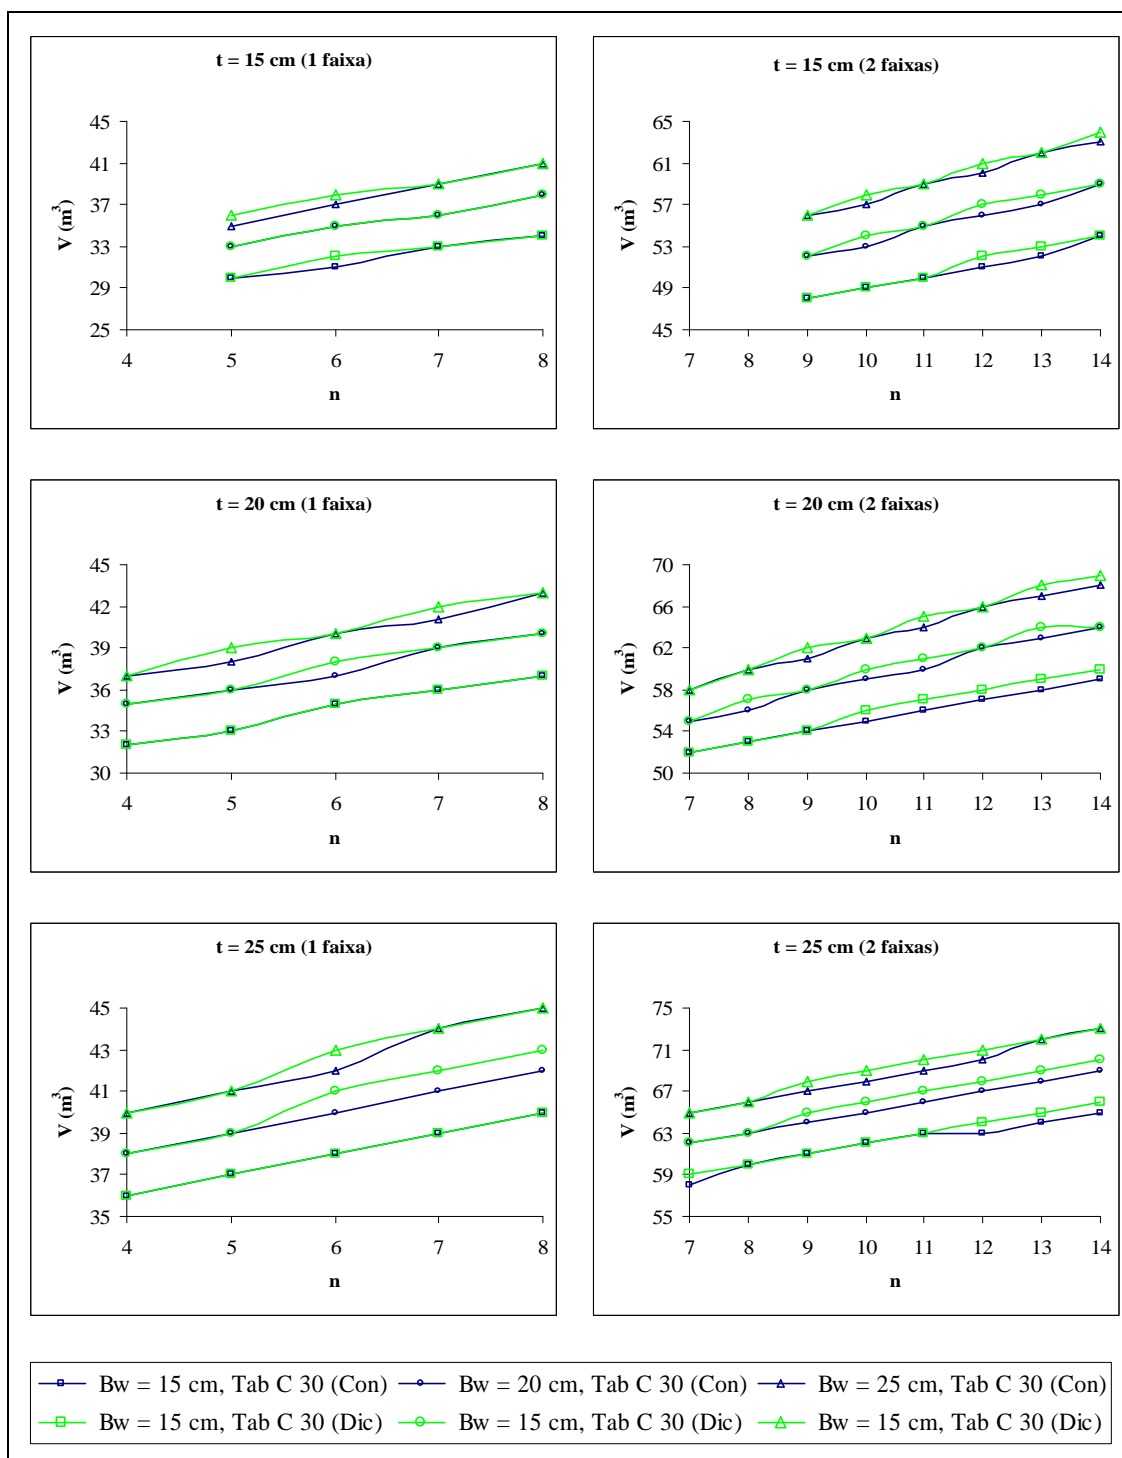 t = 15 cm (1 faixa)
V (m³)
45
41
37
33
29
25
4 5 6 7 8
n
t = 15 cm (2 faixas)
V (m³)
65
61
57
53
49
45
7 8 9 10 11 12 13 14
n
t = 20 cm (1 faixa)
V (m³)
45
42
39
36
33
30
4 5 6 7 8
n
t = 20 cm (2 faixas)
V (m³)
70
66
62
58
54
50
7 8 9 10 11 12 13 14
n
t = 25 cm (1 faixa)
V (m³)
45
43
41
39
37
35
4 5 6 7 8
n
t = 25 cm (2 faixas)
V (m³)
75
71
67
63
59
55
7 8 9 10 11 12 13 14
n
Bw = 15 cm, Tab C 30 (Con) Bw = 20 cm, Tab C 30 (Con) Bw = 25 cm, Tab C 30 (Con)
Bw = 15 cm, Tab C 30 (Dic) Bw = 15 cm, Tab C 30 (Dic) Bw = 15 cm, Tab C 30 (Dic)